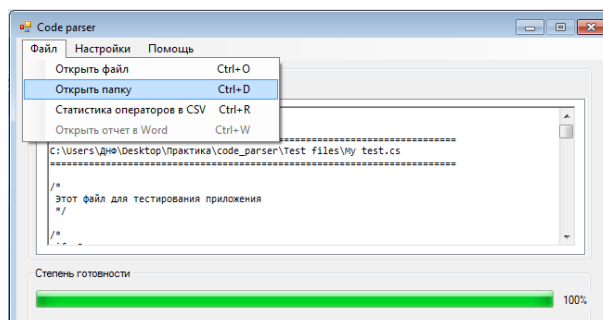 Code parser
Файл Настройки Помощь
Открыть файл Ctrl+O
Открыть папку Ctrl+D
Статистика операторов в CSV Ctrl+R
Открыть отчет в Word Ctrl+W
C:\Users\ДНФ\Desktop\Практика\code_parser\Test files\My test.cs
/*
Этот файл для тестирования приложения
*/
/*
Степень готовности
100%